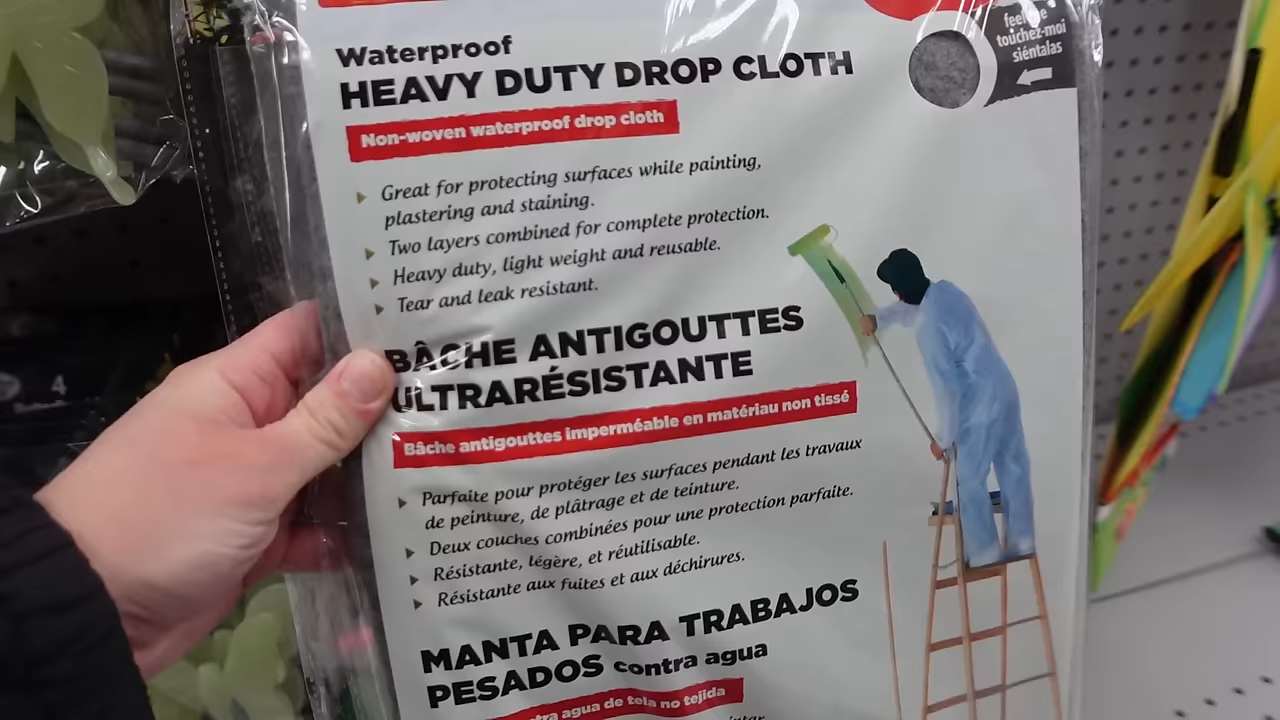 feel me
touchez-moi
siéntalas
Waterproof
HEAVY DUTY DROP CLOTH
Non-woven waterproof drop cloth
Great for protecting surfaces while painting,
plastering and staining.
Two layers combined for complete protection.
Heavy duty, light weight and reusable.
Tear and leak resistant.
BÂCHE ANTIGOUTTES
ULTRARÉSISTANTE
Bâche antigouttes imperméable en matériau non tissé
Parfaite pour protéger les surfaces pendant les travaux
de peinture, de plâtrage et de teinture.
Deux couches combinées pour une protection parfaite.
Résistante, légère, et réutilisable.
Résistante aux fuites et aux déchirures.
MANTA PARA TRABAJOS
PESADOS contra agua
agua de tela no tejida
4